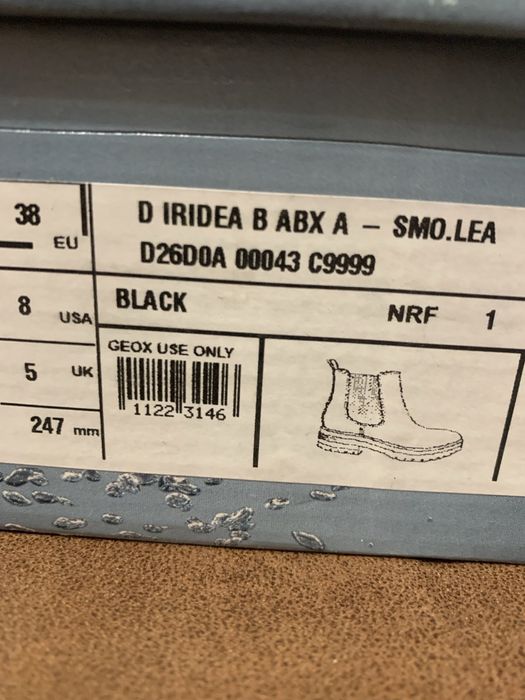 38 EU
8 USA
5 UK
247 mm
D IRIDEA B ABX A - SMO.LEA
D26D0A 00043 C9999
BLACK NRF 1
GEOX USE ONLY
1122 3146